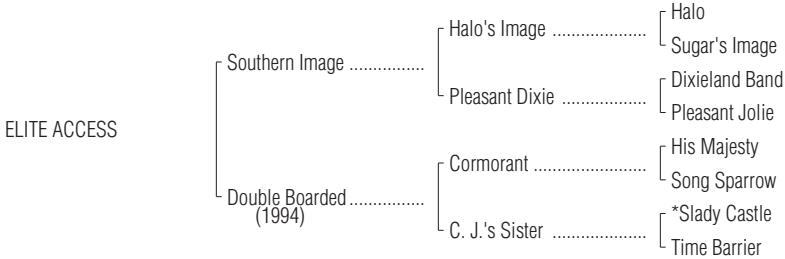 Halo
Halo's Image ....................
Sugar's Image
Southern Image ................
Dixieland Band
Pleasant Dixie ..................
Pleasant Jolie
ELITE ACCESS
His Majesty
Cormorant ........................
Song Sparrow
Double Boarded ................
(1994)
*Slady Castle
C. J.'s Sister ....................
Time Barrier